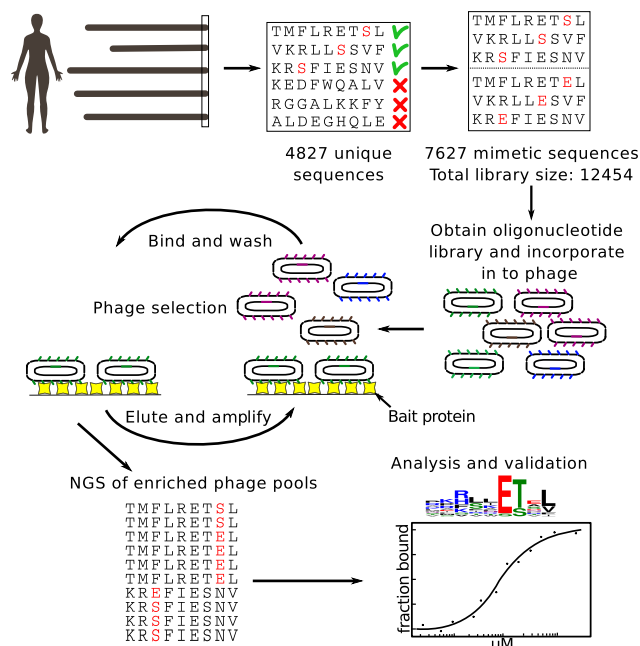 TMFLRETSL
VKRLLSSVF
KRSFIESNV
KEDFWQALV
RGGALKKFY
ALDEGHQLE
4827 unique
sequences
TMFLRETSL
VKRLLESVF
KRSFIESNV
TMFLRETEL
VKRLLEVF
KREFIESNV
7627 mimetic sequences
Total library size: 12454
Obtain oligonucleotide
library and incorporate
in to phage
Bind and wash
Phage selection
Elute and amplify
Bait protein
NGS of enriched phage pools
TMFLRETSL
TMFLRETSL
TMFLRETEL
TMFLRETEL
TMFLRETEL
TMFLRETEL
KREFIESNV
KRSFIESNV
KRSFIESNV
KRSFIESNV
Analysis and validation
ET
L
fraction bound
uM